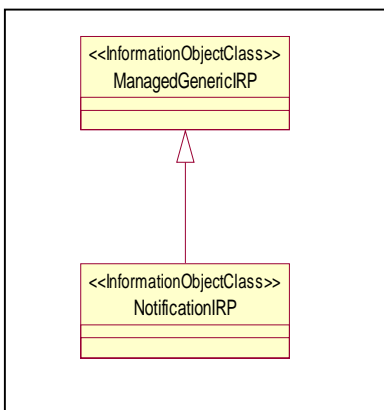 <<InformationObjectClass>>
ManagedGenericIRP
<<InformationObjectClass>>
NotificationIRP